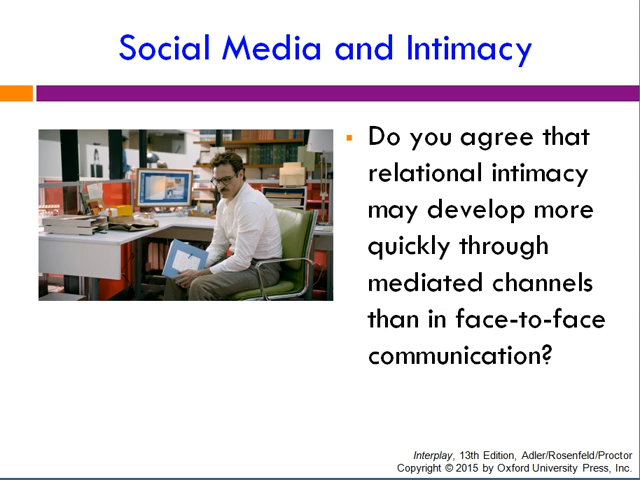 Social Media and Intimacy
Do you agree that
relational intimacy
may develop more
quickly through
mediated channels
than in face-to-face
communication?
Interplay, 13th Edition, Adler/Rosenfeld/Proctor
Copyright © 2015 by Oxford University Press, Inc.